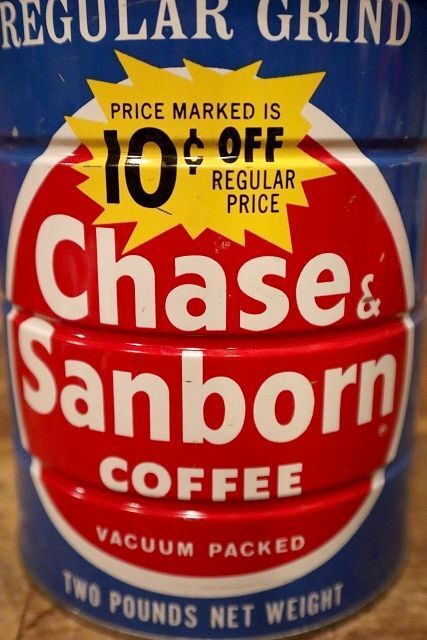 REGULAR GRIND
PRICE MARKED IS
10¢ OFF
REGULAR
PRICE
Chase &
Sanborn
COFFEE
VACUUM PACKED
TWO POUNDS NET WEIGHT